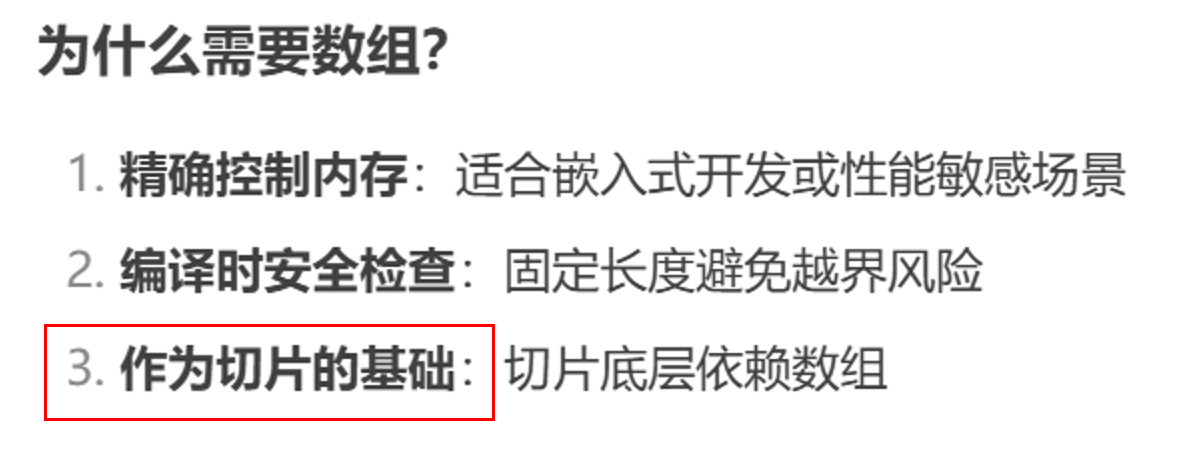 为什么需要数组？
1. 精确控制内存：适合嵌入式开发或性能敏感场景
2. 编译时安全检查：固定长度避免越界风险
3. 作为切片的基础：切片底层依赖数组